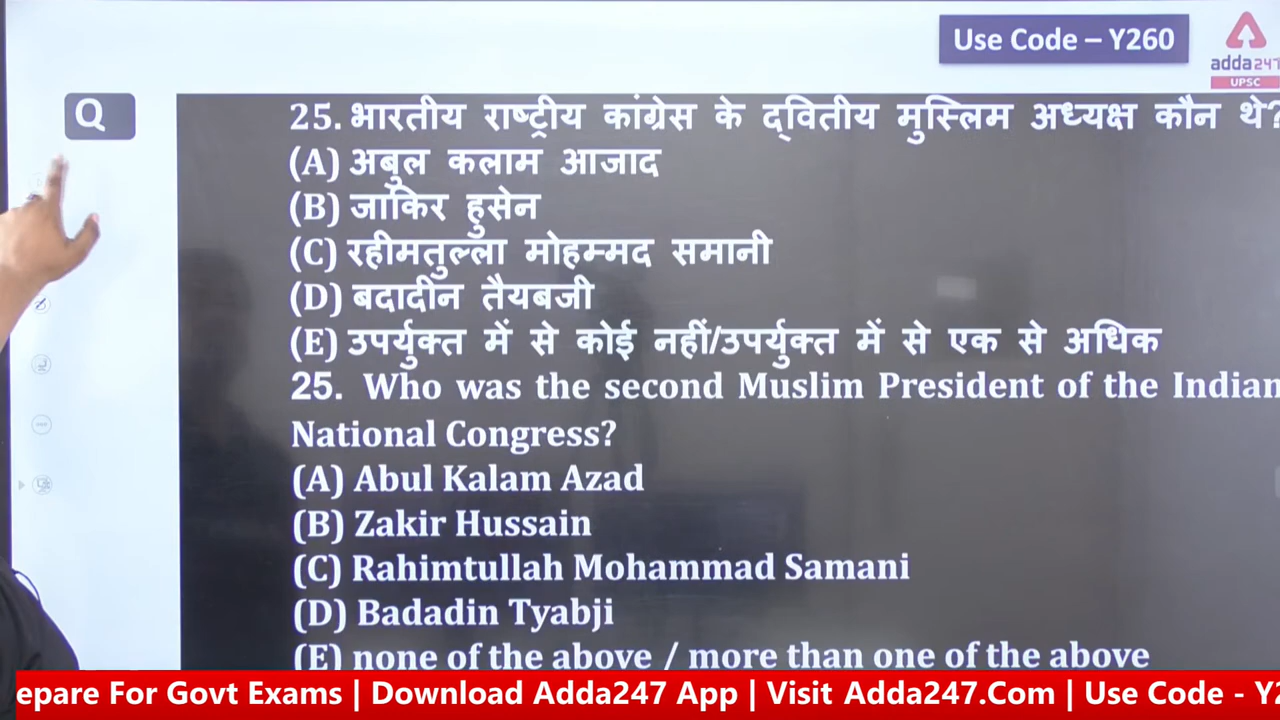 Use Code – Y260
adda247
UPSC
Q
25. भारतीय राष्ट्रीय कांग्रेस के द्वितीय मुस्लिम अध्यक्ष कौन थे?
(A) अबुल कलाम आजाद
(B) जाकिर हुसेन
(C) रहीमतुल्ला मोहम्मद समानी
(D) बदादीन तैयबजी
(E) उपर्युक्त में से कोई नहीं/उपर्युक्त में से एक से अधिक
25. Who was the second Muslim President of the Indian
National Congress?
(A) Abul Kalam Azad
(B) Zakir Hussain
(C) Rahimtullah Mohammad Samani
(D) Badadin Tyabji
(E) none of the above / more than one of the above
epare For Govt Exams | Download Adda247 App | Visit Adda247.Com | Use Code - Y2